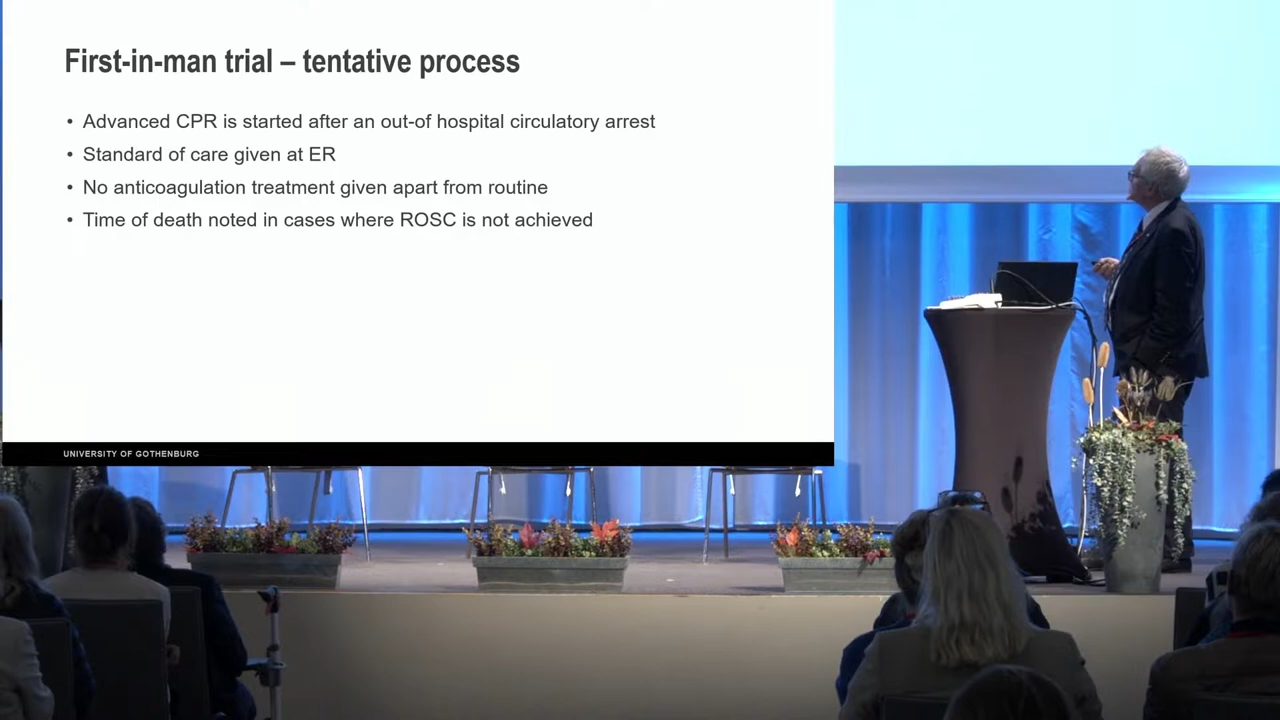 First-in-man trial – tentative process
• Advanced CPR is started after an out-of hospital circulatory arrest
• Standard of care given at ER
• No anticoagulation treatment given apart from routine
• Time of death noted in cases where ROSC is not achieved
UNIVERSITY OF GOTHENBURG